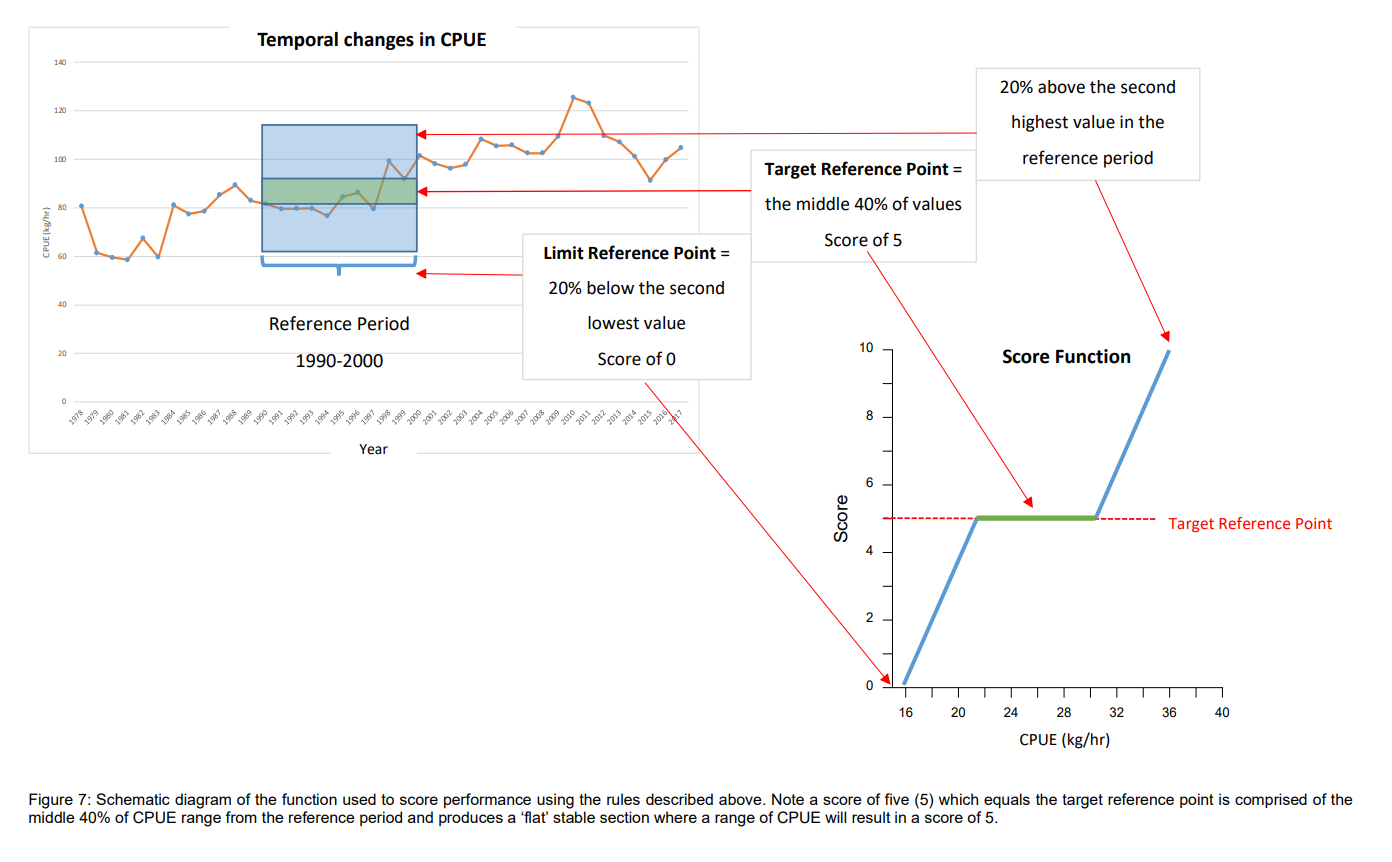 Temporal changes in CPUE
140
120
100
80
60
40
20
0
CPUE (kg/hr)
1978
1979
1980
1981
1982
1983
1984
1985
1986
1987
1988
1989
1990
1991
1992
1993
1994
1995
1996
1997
1998
1999
2000
2001
2002
2003
2004
2005
2006
2007
2008
2009
2010
2011
2012
2013
2014
2015
2016
2017
Year
Reference Period
1990-2000
20% above the second
highest value in the
reference period
Target Reference Point =
the middle 40% of values
Score of 5
Limit Reference Point =
20% below the second
lowest value
Score of 0
Score Function
10
8
6
4
2
0
Score
Target Reference Point
16 20 24 28 32 36 40
CPUE (kg/hr)
Figure 7: Schematic diagram of the function used to score performance using the rules described above. Note a score of five (5) which equals the target reference point is comprised of the
middle 40% of CPUE range from the reference period and produces a ‘flat’ stable section where a range of CPUE will result in a score of 5.